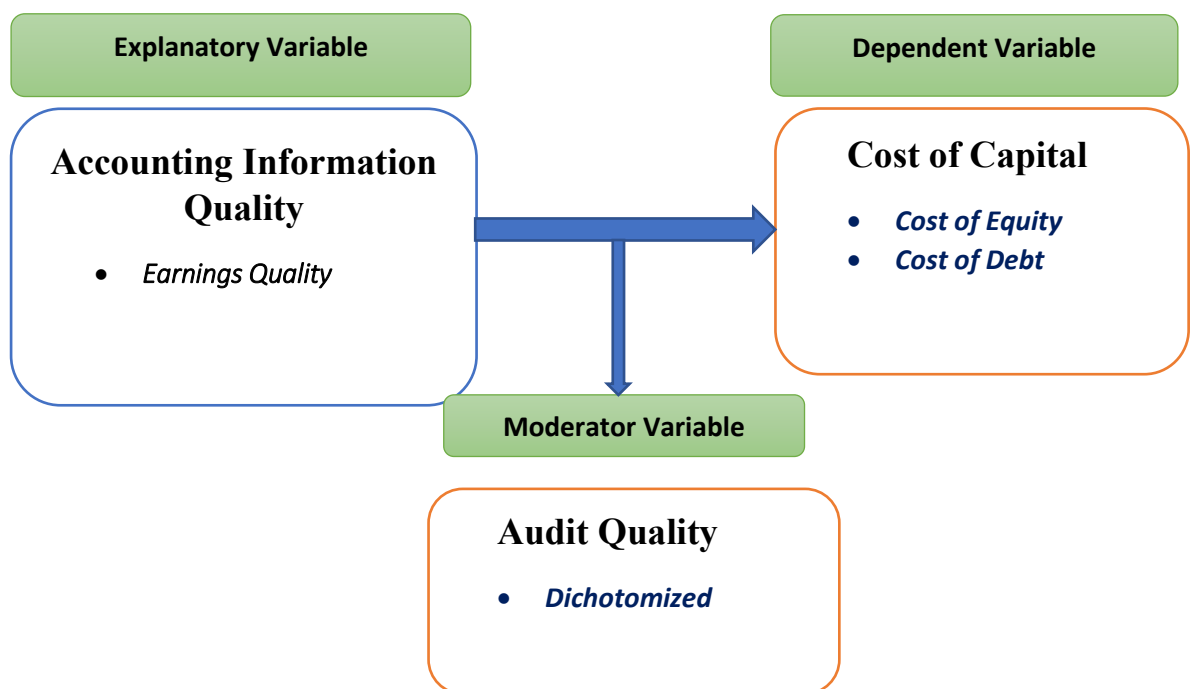 Explanatory Variable
Dependent Variable
Accounting Information
Quality
• Earnings Quality
Cost of Capital
• Cost of Equity
• Cost of Debt
Moderator Variable
Audit Quality
• Dichotomized